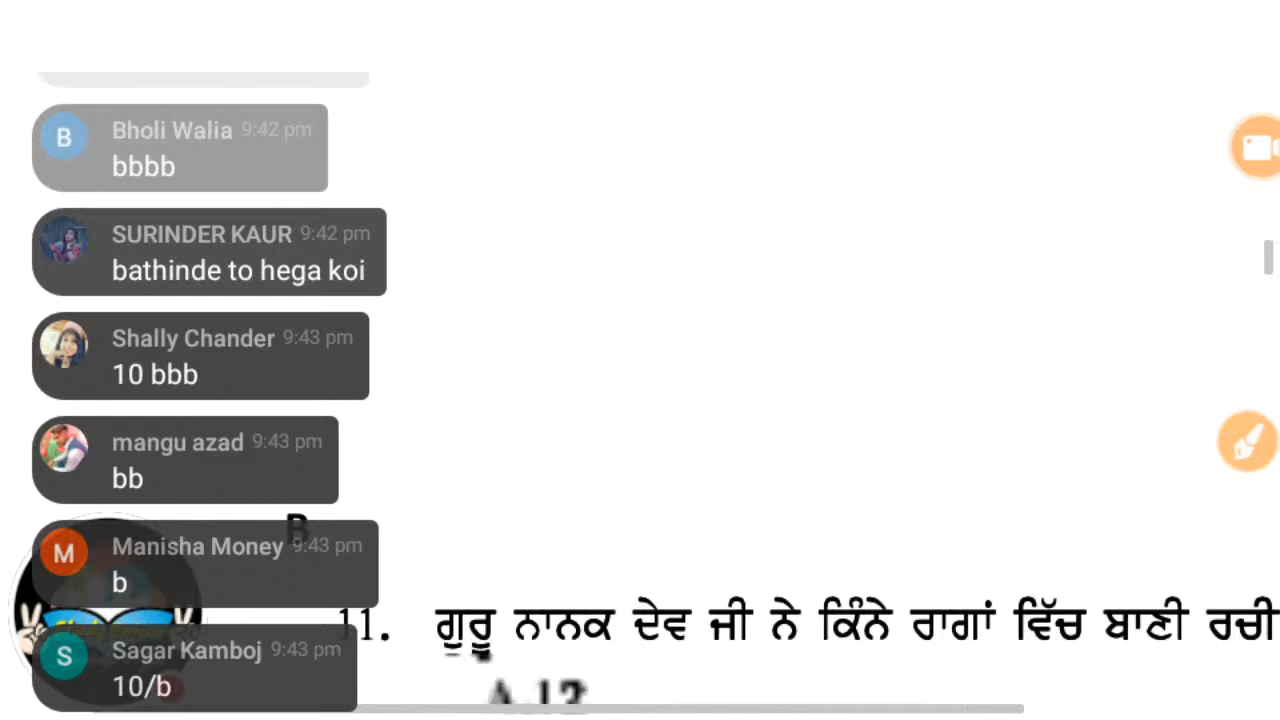 B
Bholi Walia 9:42 pm
bbbb
SURINDER KAUR 9:42 pm
bathinde to hega koi
Shally Chander 9:43 pm
10 bbb
mangu azad 9:43 pm
bb
B
M
Manisha Money 9:43 pm
b
11. ਗੁਰੂ ਨਾਨਕ ਦੇਵ ਜੀ ਨੇ ਕਿੰਨੇ ਰਾਗਾਂ ਵਿੱਚ ਬਾਣੀ ਰਚੀ
S
Sagar Kamboj 9:43 pm
10/b